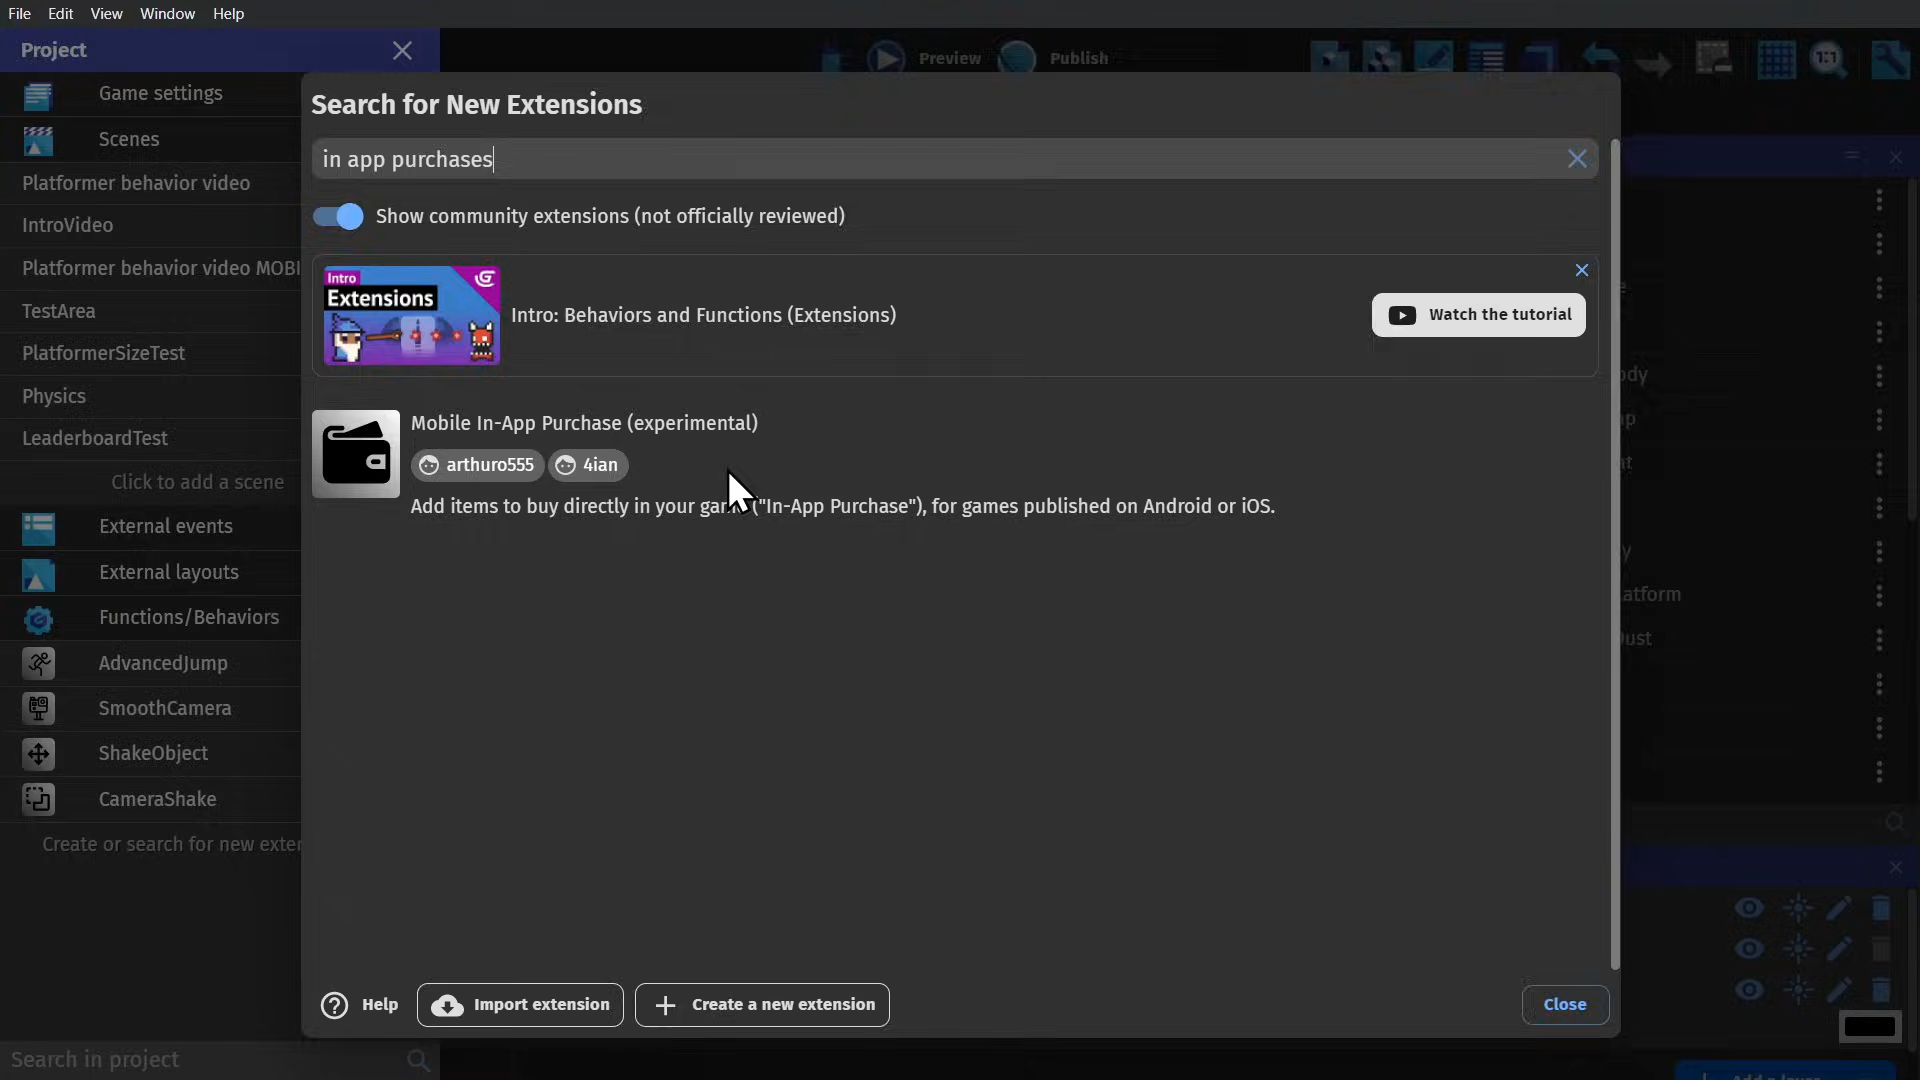 File Edit View Window Help
Project
Preview Publish
Game settings
Scenes
Platformer behavior video
IntroVideo
Platformer behavior video MOBI
TestArea
PlatformerSizeTest
Physics
LeaderboardTest
Click to add a scene
External events
External layouts
Functions/Behaviors
AdvancedJump
SmoothCamera
ShakeObject
CameraShake
Create or search for new exten
Search in project
Search for New Extensions
in app purchases
Show community extensions (not officially reviewed)
Intro
Extensions
Intro: Behaviors and Functions (Extensions)
Watch the tutorial
Mobile In-App Purchase (experimental)
arthuro555 4ian
Add items to buy directly in your game ("In-App Purchase"), for games published on Android or iOS.
Help Import extension Create a new extension Close
1:1